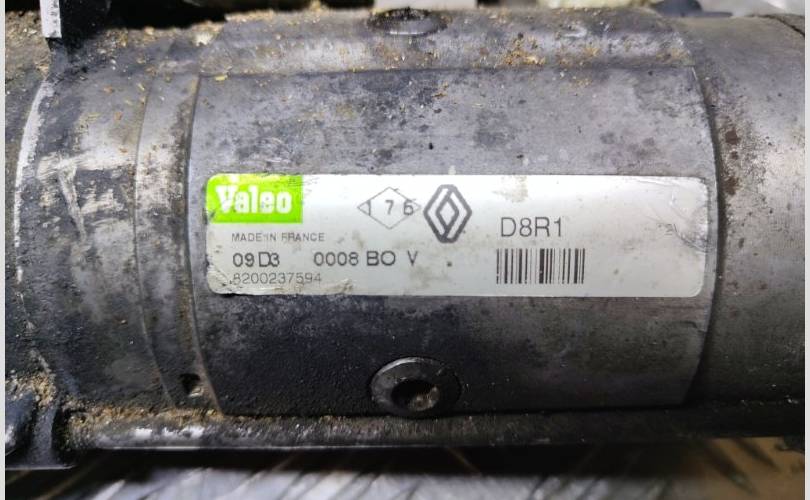 Valeo
176
D8R1
MADE IN FRANCE
09D3 0008 BO V
8200237594